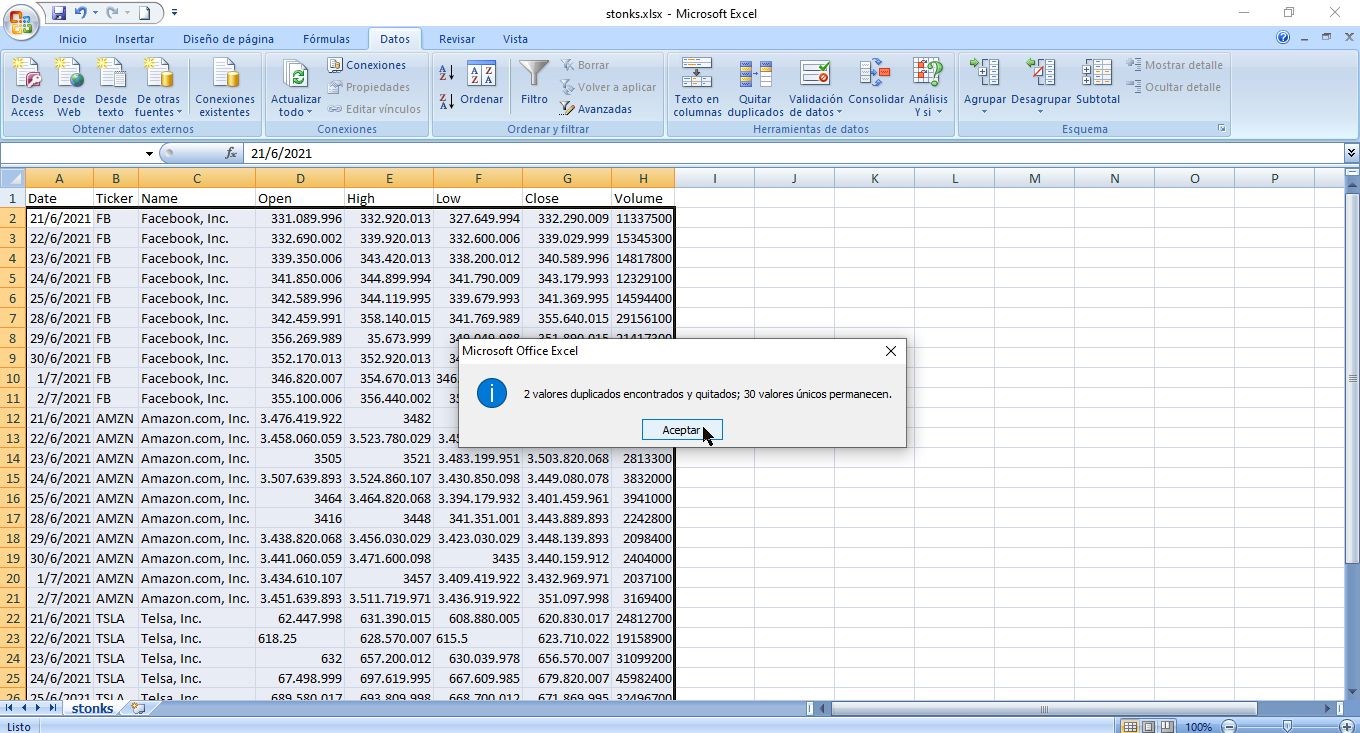 stonks.xlsx - Microsoft Excel
Inicio Insertar Diseño de página Fórmulas Datos Revisar Vista
Desde Access
Desde Web
Desde texto
De otras fuentes
Conexiones existentes
Obtener datos externos
Actualizar todo
Conexiones
Propiedades
Editar vínculos
Conexiones
Ordenar
Filtro
Borrar
Volver a aplicar
Avanzadas
Ordenar y filtrar
Texto en columnas
Quitar duplicados
Validación de datos
Consolidar
Análisis Y si
Herramientas de datos
Agrupar
Desagrupar
Subtotal
Mostrar detalle
Ocultar detalle
Esquema
fx 21/6/2021
A B C D E F G H I J K L M N O P
1 Date Ticker Name Open High Low Close Volume
2 21/6/2021 FB Facebook, Inc. 331.089.996 332.920.013 327.649.994 332.290.009 11337500
3 22/6/2021 FB Facebook, Inc. 332.690.002 339.920.013 332.600.006 339.029.999 15345300
4 23/6/2021 FB Facebook, Inc. 339.350.006 343.420.013 338.200.012 340.589.996 14817800
5 24/6/2021 FB Facebook, Inc. 341.850.006 344.899.994 341.790.009 343.179.993 12329100
6 25/6/2021 FB Facebook, Inc. 342.589.996 344.119.995 339.679.993 341.369.995 14594400
7 28/6/2021 FB Facebook, Inc. 342.459.991 358.140.015 341.769.989 355.640.015 29156100
8 29/6/2021 FB Facebook, Inc. 356.269.989 35.673.999
9 30/6/2021 FB Facebook, Inc. 352.170.013 352.920.013
10 1/7/2021 FB Facebook, Inc. 346.820.007 354.670.013
11 2/7/2021 FB Facebook, Inc. 355.100.006 356.440.002
12 21/6/2021 AMZN Amazon.com, Inc. 3.476.419.922 3482
13 22/6/2021 AMZN Amazon.com, Inc. 3.458.060.059 3.523.780.029
Microsoft Office Excel
2 valores duplicados encontrados y quitados; 30 valores únicos permanecen.
Aceptar
14 23/6/2021 AMZN Amazon.com, Inc. 3505 3521 3.483.199.951 3.503.820.068 2813300
15 24/6/2021 AMZN Amazon.com, Inc. 3.507.639.893 3.524.860.107 3.430.850.098 3.449.080.078 3832000
16 25/6/2021 AMZN Amazon.com, Inc. 3464 3.464.820.068 3.394.179.932 3.401.459.961 3941000
17 28/6/2021 AMZN Amazon.com, Inc. 3416 3448 341.351.001 3.443.889.893 2242800
18 29/6/2021 AMZN Amazon.com, Inc. 3.438.820.068 3.456.030.029 3.423.030.029 3.448.139.893 2098400
19 30/6/2021 AMZN Amazon.com, Inc. 3.441.060.059 3.471.600.098 3435 3.440.159.912 2404000
20 1/7/2021 AMZN Amazon.com, Inc. 3.434.610.107 3457 3.409.419.922 3.432.969.971 2037100
21 2/7/2021 AMZN Amazon.com, Inc. 3.451.639.893 3.511.719.971 3.436.919.922 351.097.998 3169400
22 21/6/2021 TSLA Telsa, Inc. 62.447.998 631.390.015 608.880.005 620.830.017 24812700
23 22/6/2021 TSLA Telsa, Inc. 618.25 628.570.007 615.5 623.710.022 19158900
24 23/6/2021 TSLA Telsa, Inc. 632 657.200.012 630.039.978 656.570.007 31099200
25 24/6/2021 TSLA Telsa, Inc. 67.498.999 697.619.995 667.609.985 679.820.007 45982400
26 25/6/2021 TSLA Telsa, Inc. 689.580.017 693.809.998 668.700.012 671.869.995 32496700
stonks
Listo 100%